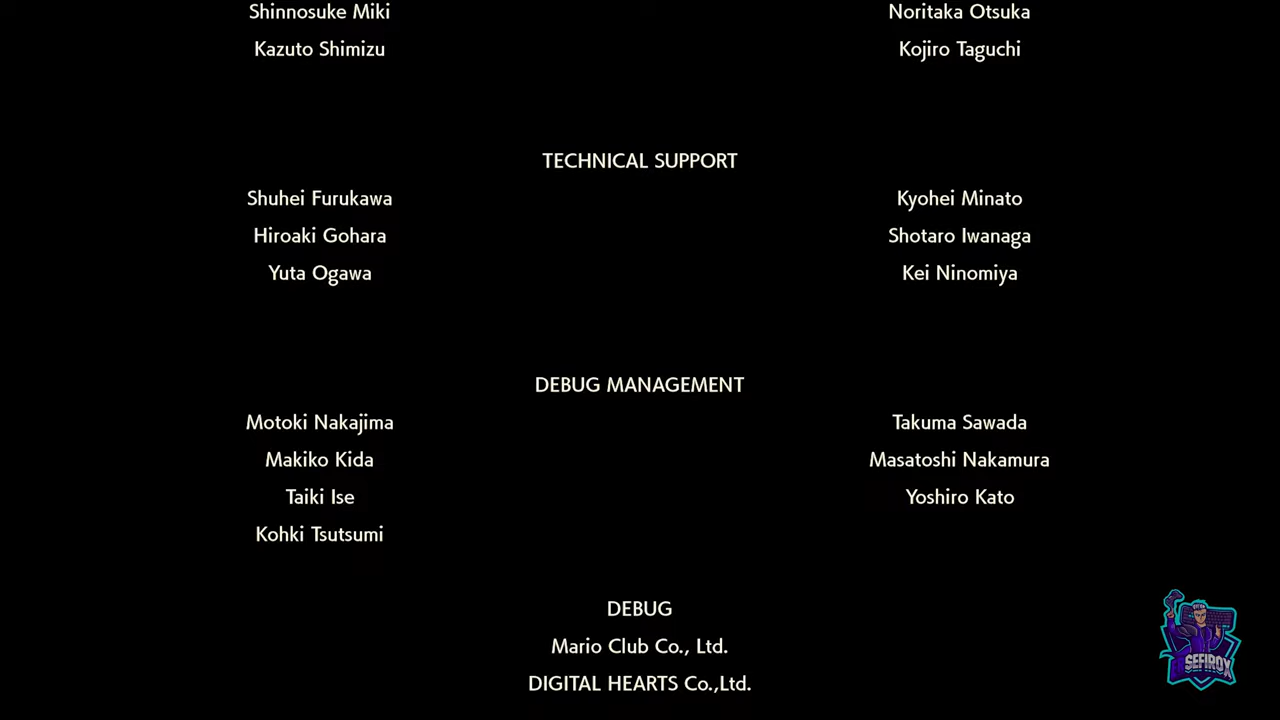 Shinnosuke Miki Noritaka Otsuka
Kazuto Shimizu Kojiro Taguchi
TECHNICAL SUPPORT
Shuhei Furukawa Kyohei Minato
Hiroaki Gohara Shotaro Iwanaga
Yuta Ogawa Kei Ninomiya
DEBUG MANAGEMENT
Motoki Nakajima Takuma Sawada
Makiko Kida Masatoshi Nakamura
Taiki Ise Yoshiro Kato
Kohki Tsutsumi
DEBUG
Mario Club Co., Ltd.
DIGITAL HEARTS Co.,Ltd.
SEFIROX